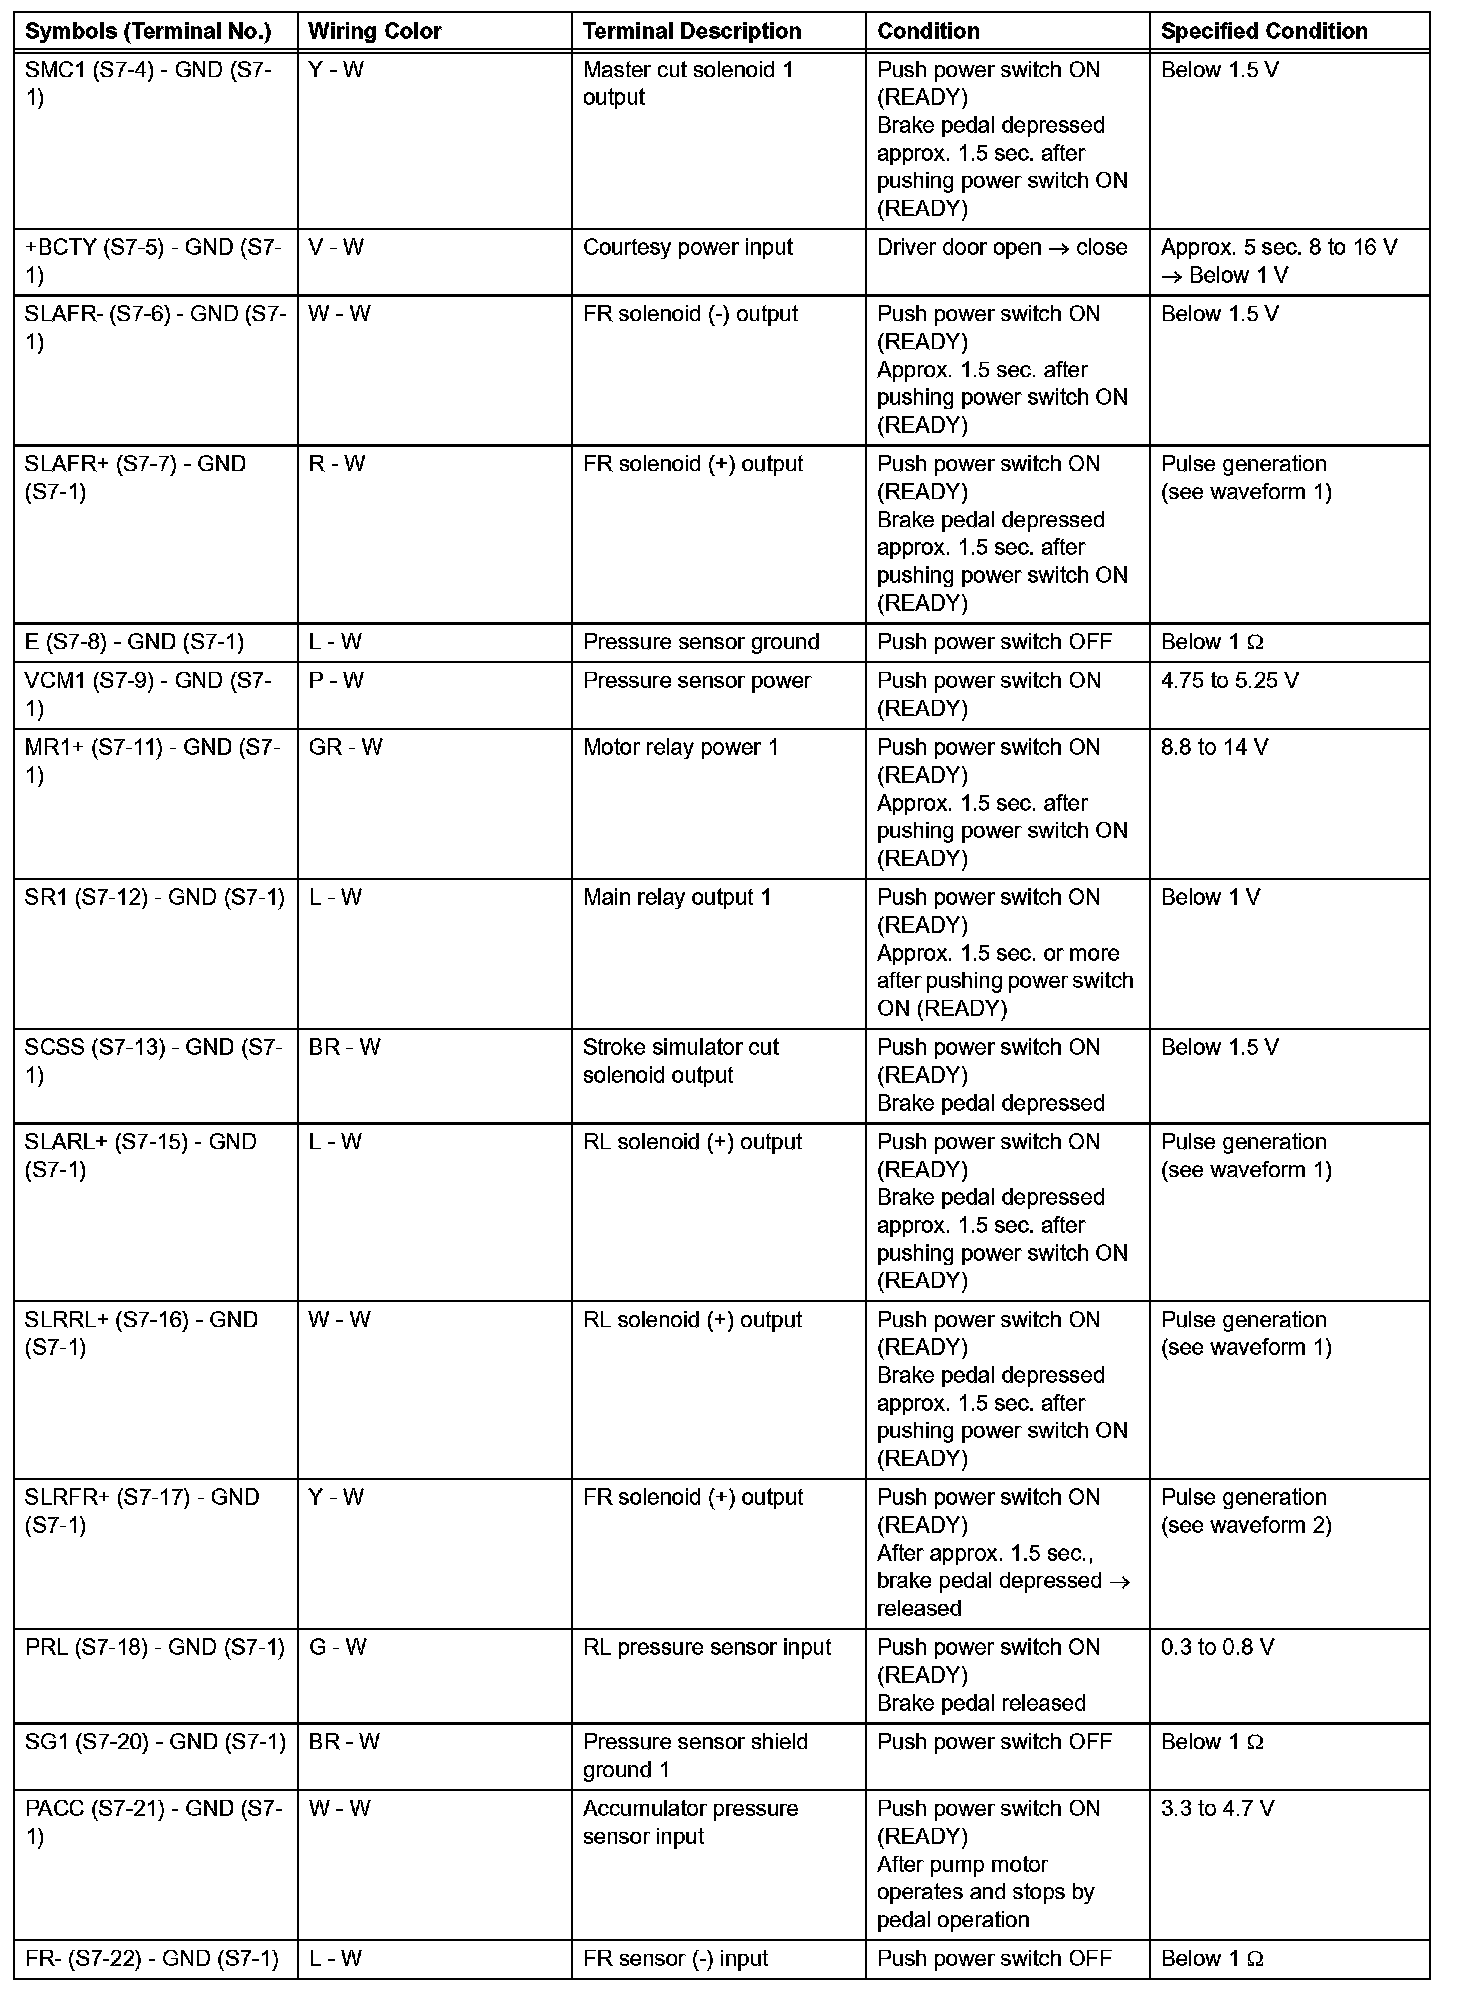 Symbols (Terminal No.) Wiring Color Terminal Description Condition Specified Condition
SMC1 (S7-4) - GND (S7-
1)
Y - W
Master cut solenoid 1
output
Push power switch ON
(READY)
Brake pedal depressed
approx. 1.5 sec. after
pushing power switch ON
(READY)
Below 1.5 V
+BCTY (S7-5) - GND (S7-
1)
V - W
Courtesy power input
Driver door open → close
Approx. 5 sec. 8 to 16 V
→ Below 1 V
SLAFR- (S7-6) - GND (S7-
1)
W - W
FR solenoid (-) output
Push power switch ON
(READY)
Approx. 1.5 sec. after
pushing power switch ON
(READY)
Below 1.5 V
SLAFR+ (S7-7) - GND
(S7-1)
R - W
FR solenoid (+) output
Push power switch ON
(READY)
Brake pedal depressed
approx. 1.5 sec. after
pushing power switch ON
(READY)
Pulse generation
(see waveform 1)
E (S7-8) - GND (S7-1)
L - W
Pressure sensor ground
Push power switch OFF
Below 1 Ω
VCM1 (S7-9) - GND (S7-
1)
P - W
Pressure sensor power
Push power switch ON
(READY)
4.75 to 5.25 V
MR1+ (S7-11) - GND (S7-
1)
GR - W
Motor relay power 1
Push power switch ON
(READY)
Approx. 1.5 sec. after
pushing power switch ON
(READY)
8.8 to 14 V
SR1 (S7-12) - GND (S7-1)
L - W
Main relay output 1
Push power switch ON
(READY)
Approx. 1.5 sec. or more
after pushing power switch
ON (READY)
Below 1 V
SCSS (S7-13) - GND (S7-
1)
BR - W
Stroke simulator cut
solenoid output
Push power switch ON
(READY)
Brake pedal depressed
Below 1.5 V
SLARL+ (S7-15) - GND
(S7-1)
L - W
RL solenoid (+) output
Push power switch ON
(READY)
Brake pedal depressed
approx. 1.5 sec. after
pushing power switch ON
(READY)
Pulse generation
(see waveform 1)
SLRRL+ (S7-16) - GND
(S7-1)
W - W
RL solenoid (+) output
Push power switch ON
(READY)
Brake pedal depressed
approx. 1.5 sec. after
pushing power switch ON
(READY)
Pulse generation
(see waveform 1)
SLRFR+ (S7-17) - GND
(S7-1)
Y - W
FR solenoid (+) output
Push power switch ON
(READY)
After approx. 1.5 sec.,
brake pedal depressed →
released
Pulse generation
(see waveform 2)
PRL (S7-18) - GND (S7-1)
G - W
RL pressure sensor input
Push power switch ON
(READY)
Brake pedal released
0.3 to 0.8 V
SG1 (S7-20) - GND (S7-1)
BR - W
Pressure sensor shield
ground 1
Push power switch OFF
Below 1 Ω
PACC (S7-21) - GND (S7-
1)
W - W
Accumulator pressure
sensor input
Push power switch ON
(READY)
After pump motor
operates and stops by
pedal operation
3.3 to 4.7 V
FR- (S7-22) - GND (S7-1)
L - W
FR sensor (-) input
Push power switch OFF
Below 1 Ω